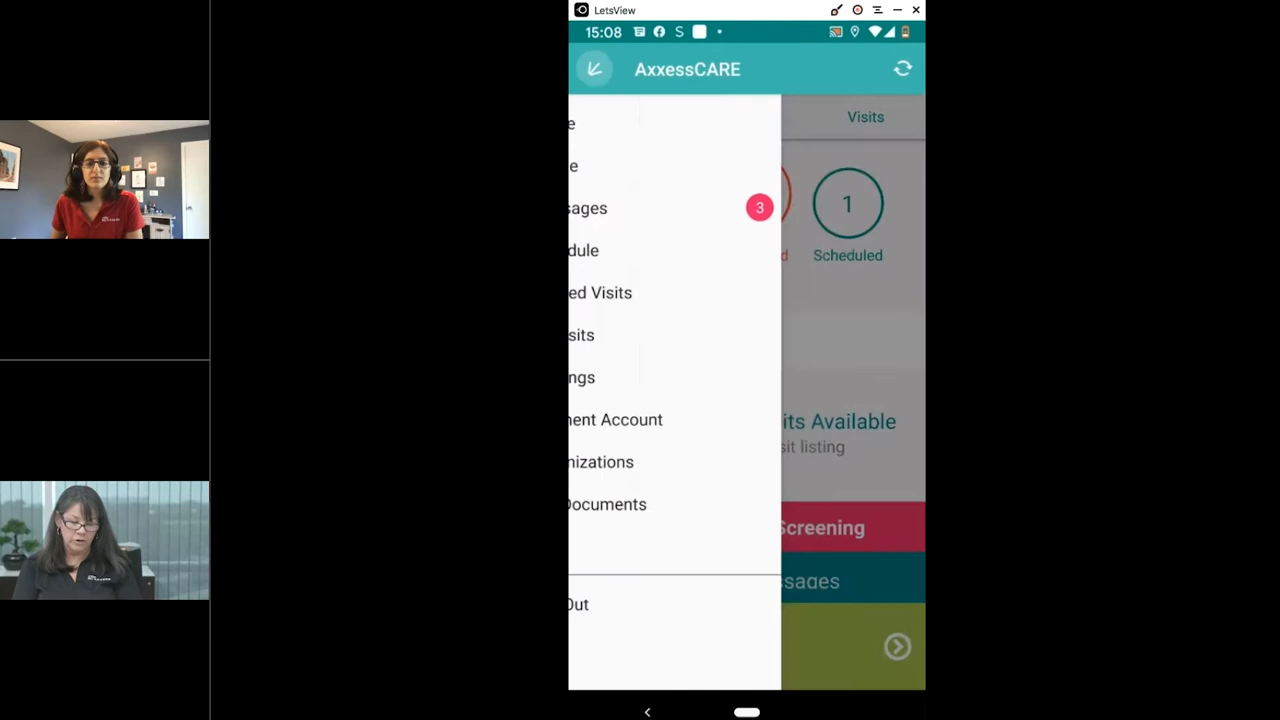 LetsView
15:08
AxxessCARE
e
Visits
e
sages
3
1
dule
d
Scheduled
ed Visits
sits
ngs
nent Account
its Available
sit listing
nizations
Documents
Screening
ssages
Out